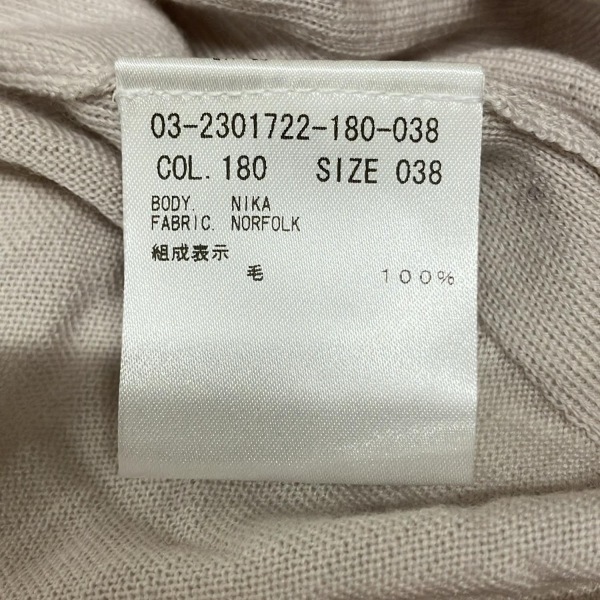 03-2301722-180-038
COL. 180 SIZE 038
BODY. NIKA
FABRIC. NORFOLK
組成表示
毛 100%